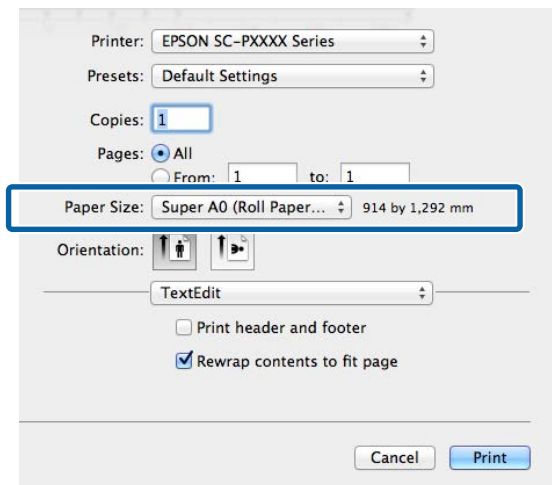 Printer: EPSON SC-PXXXX Series
Presets: Default Settings
Copies: 1
Pages: All
From: 1 to: 1
Paper Size: Super A0 (Roll Paper... 914 by 1,292 mm
Orientation:
TextEdit
Print header and footer
Rewrap contents to fit page
Cancel Print